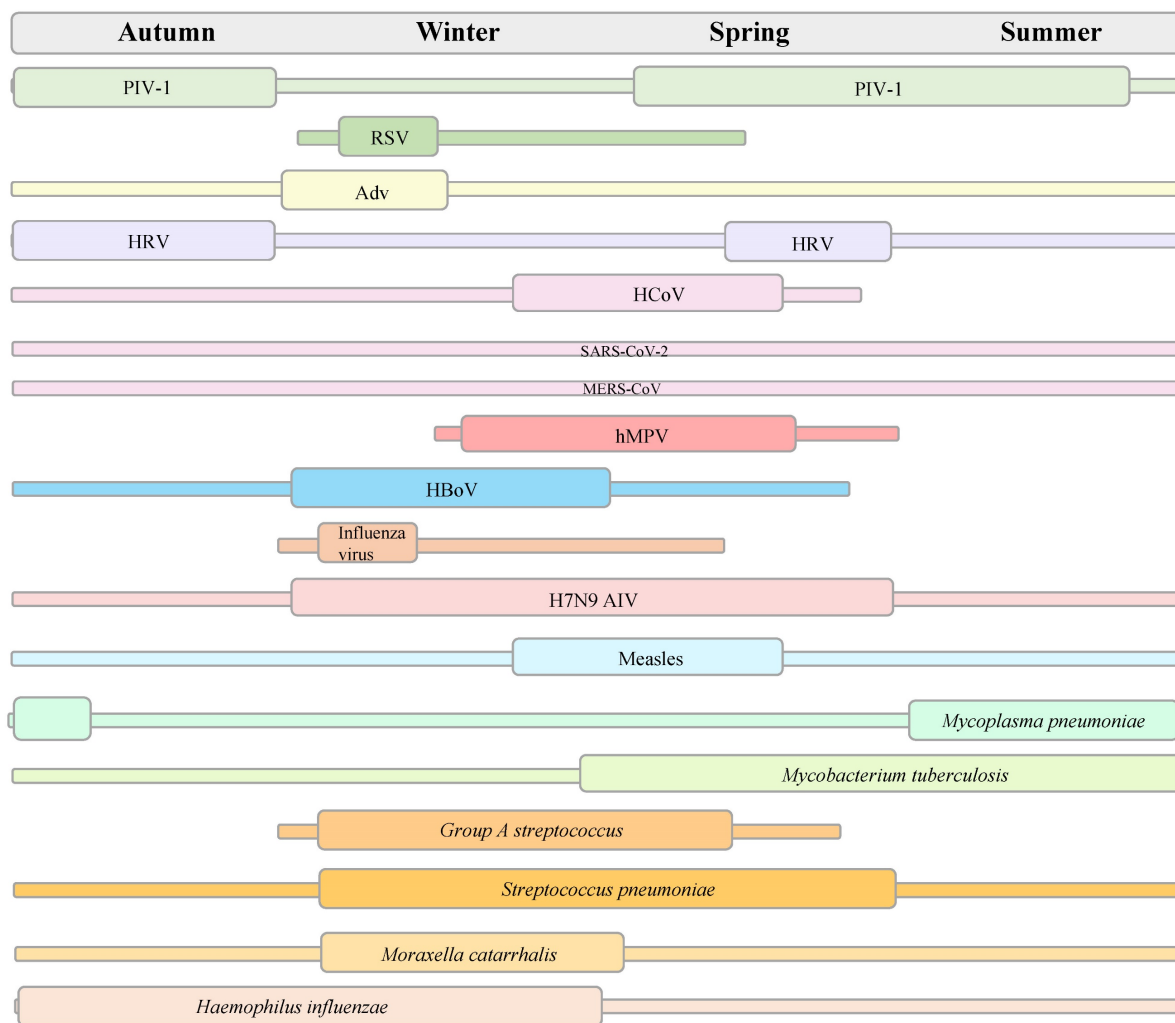 Autumn Winter Spring Summer
PIV-1 PIV-1
RSV
Adv
HRV HRV
HCoV
SARS-CoV-2
MERS-CoV
hMPV
HBoV
Influenza
virus
H7N9 AIV
Measles
Mycoplasma pneumoniae
Mycobacterium tuberculosis
Group A streptococcus
Streptococcus pneumoniae
Moraxella catarrhalis
Haemophilus influenzae